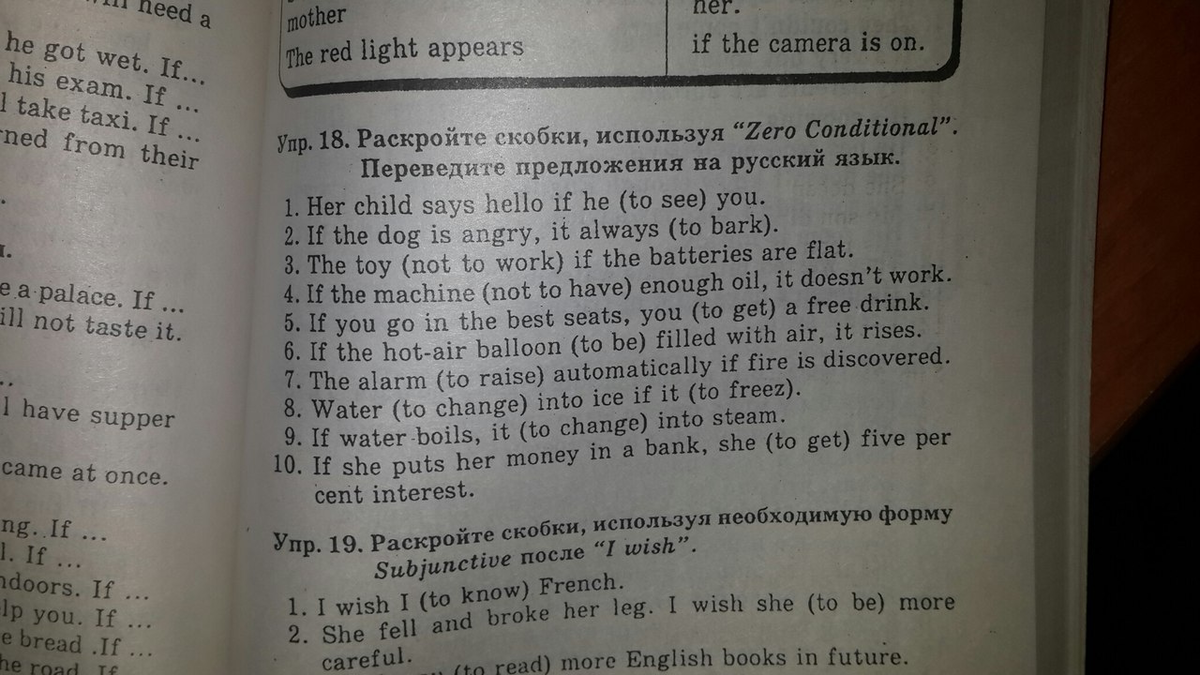 need a
he got wet. If...
his exam. If ...
take taxi. If ...
from their
a palace. If ...
not taste it.
have supper
came at once.
If ...
If ...
If ...
you. If ...
bread .If ...
mother
her.
The red light appears
if the camera is on.
Упр. 18. Раскройте скобки, используя “Zero Conditional”.
Переведите предложения на русский язык.
1. Her child says hello if he (to see) you.
2. If the dog is angry, it always (to bark).
3. The toy (not to work) if the batteries are flat.
4. If the machine (not to have) enough oil, it doesn’t work.
5. If you go in the best seats, you (to get) a free drink.
6. If the hot-air balloon (to be) filled with air, it rises.
7. The alarm (to raise) automatically if fire is discovered.
8. Water (to change) into ice if it (to freez).
9. If water boils, it (to change) into steam.
10. If she puts her money in a bank, she (to get) five per
cent interest.
Упр. 19. Раскройте скобки, используя необходимую форму
Subjunctive после “I wish”.
1. I wish I (to know) French.
2. She fell and broke her leg. I wish she (to be) more
careful.
(to read) more English books in future.